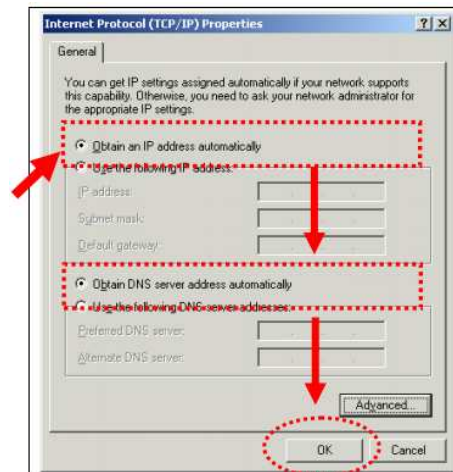 Internet Protocol (TCP/IP) Properties
General
You can get IP settings assigned automatically if your network supports
this capability. Otherwise, you need to ask your network administrator for
the appropriate IP settings.
Obtain an IP address automatically
Use the following IP address:
IP address:
Subnet mask:
Default gateway:
Obtain DNS server address automatically
Use the following DNS server addresses:
Preferred DNS server:
Alternate DNS server:
Advanced...
OK
Cancel